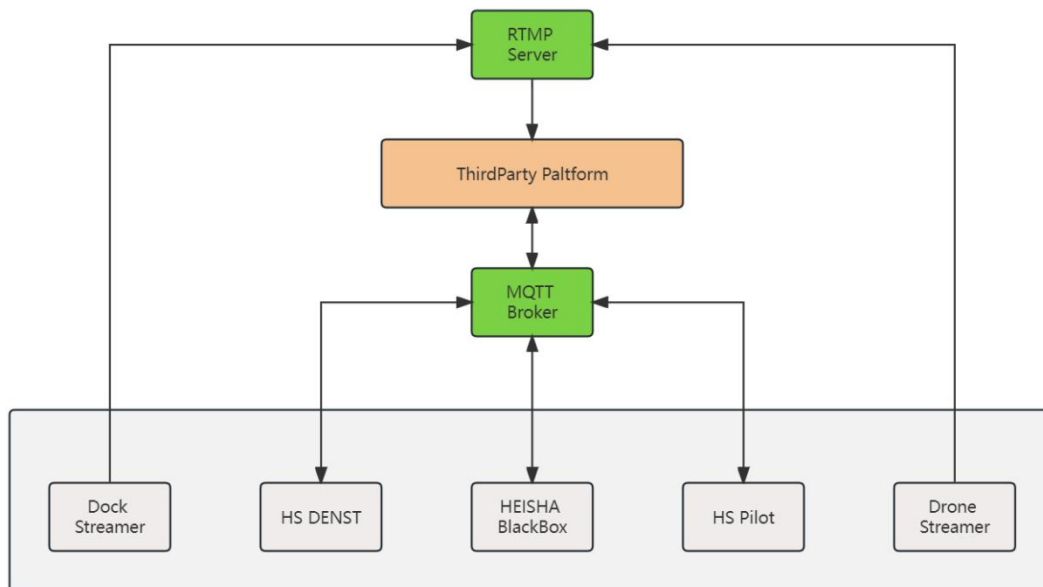 RTMP
Server
ThirdParty Paltform
MQTT
Broker
Dock
Streamer
HS DENST
HEISHA
BlackBox
HS Pilot
Drone
Streamer